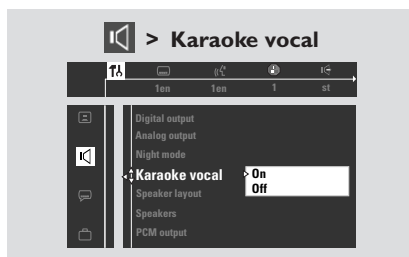 > Karaoke vocal
1en 1en 1 st
Digital output
Analog output
Night mode
Karaoke vocal
On
Off
Speaker layout
Speakers
PCM output